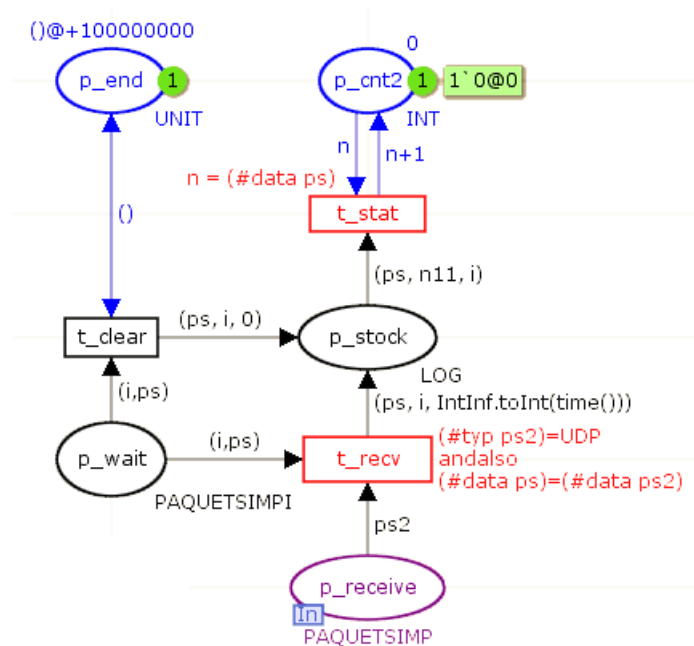 ()@+100000000
0
p_end
1
p_cnt2
1
1`0@0
UNIT
INT
n
n+1
n = (#data ps)
t_stat
()
(ps, n11, i)
(ps, i, 0)
t_clear
p_stock
LOG
(i,ps)
(ps, i, IntInf.toInt(time()))
(i,ps)
p_wait
t_recv
(#typ ps2)=UDP
andalso
(#data ps)=(#data ps2)
PAQUETSIMPI
ps2
p_receive
In
PAQUETSIMP